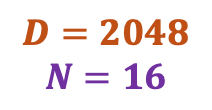 D = 2048
N = 16